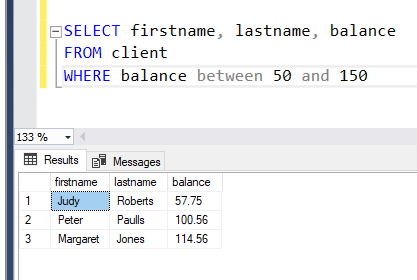 SELECT firstname, lastname, balance
FROM client
WHERE balance between 50 and 150
133 %
Results Messages
firstname lastname balance
1 Judy Roberts 57.75
2 Peter Paulls 100.56
3 Margaret Jones 114.56